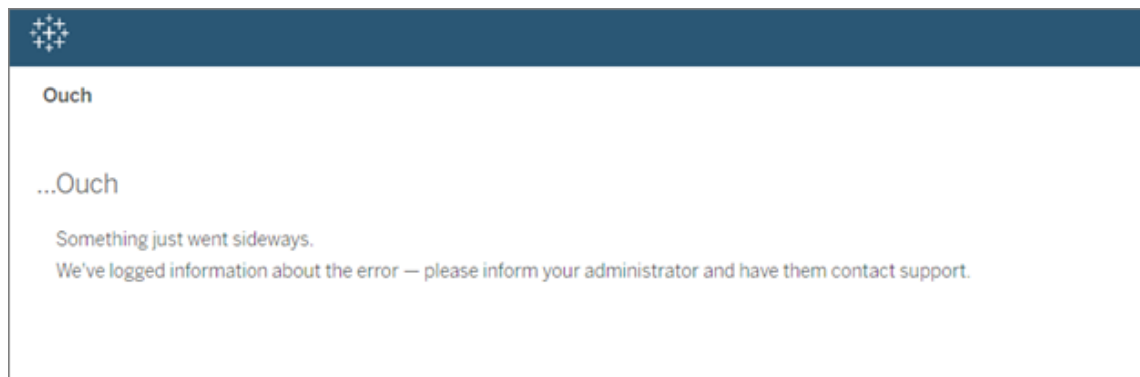 Ouch
...Ouch
Something just went sideways.
We've logged information about the error — please inform your administrator and have them contact support.